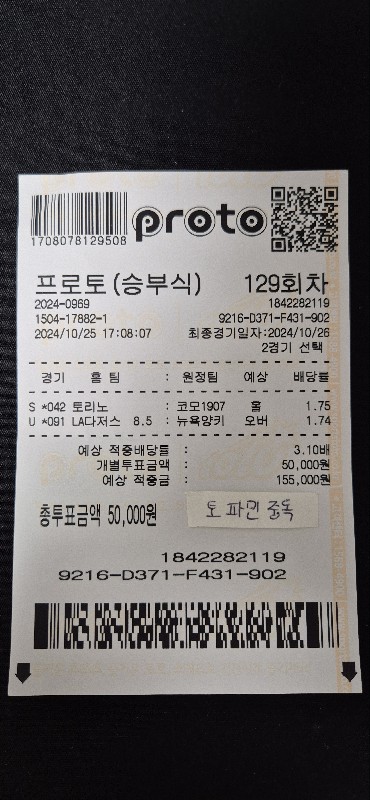 proto
1708078129508
프로토(승부식) 129회차
2024-0969 1842282119
1504-17882-1 9216-D371-F431-902
2024/10/25 17:08:07 최종경기일자:2024/10/26
2경기 선택
경기 홈 팀 : 원정팀 예상 배당률
S *042 토리노 : 코모1907 홈 1.75
U *091 LA다저스 8.5 : 뉴욕양키 오버 1.74
예상 적중배당률 : 3.10배
개별투표금액 : 50,000원
예상 적중금 : 155,000원
총투표금액 50,000원
토파민 중독
1842282119
9216-D371-F431-902